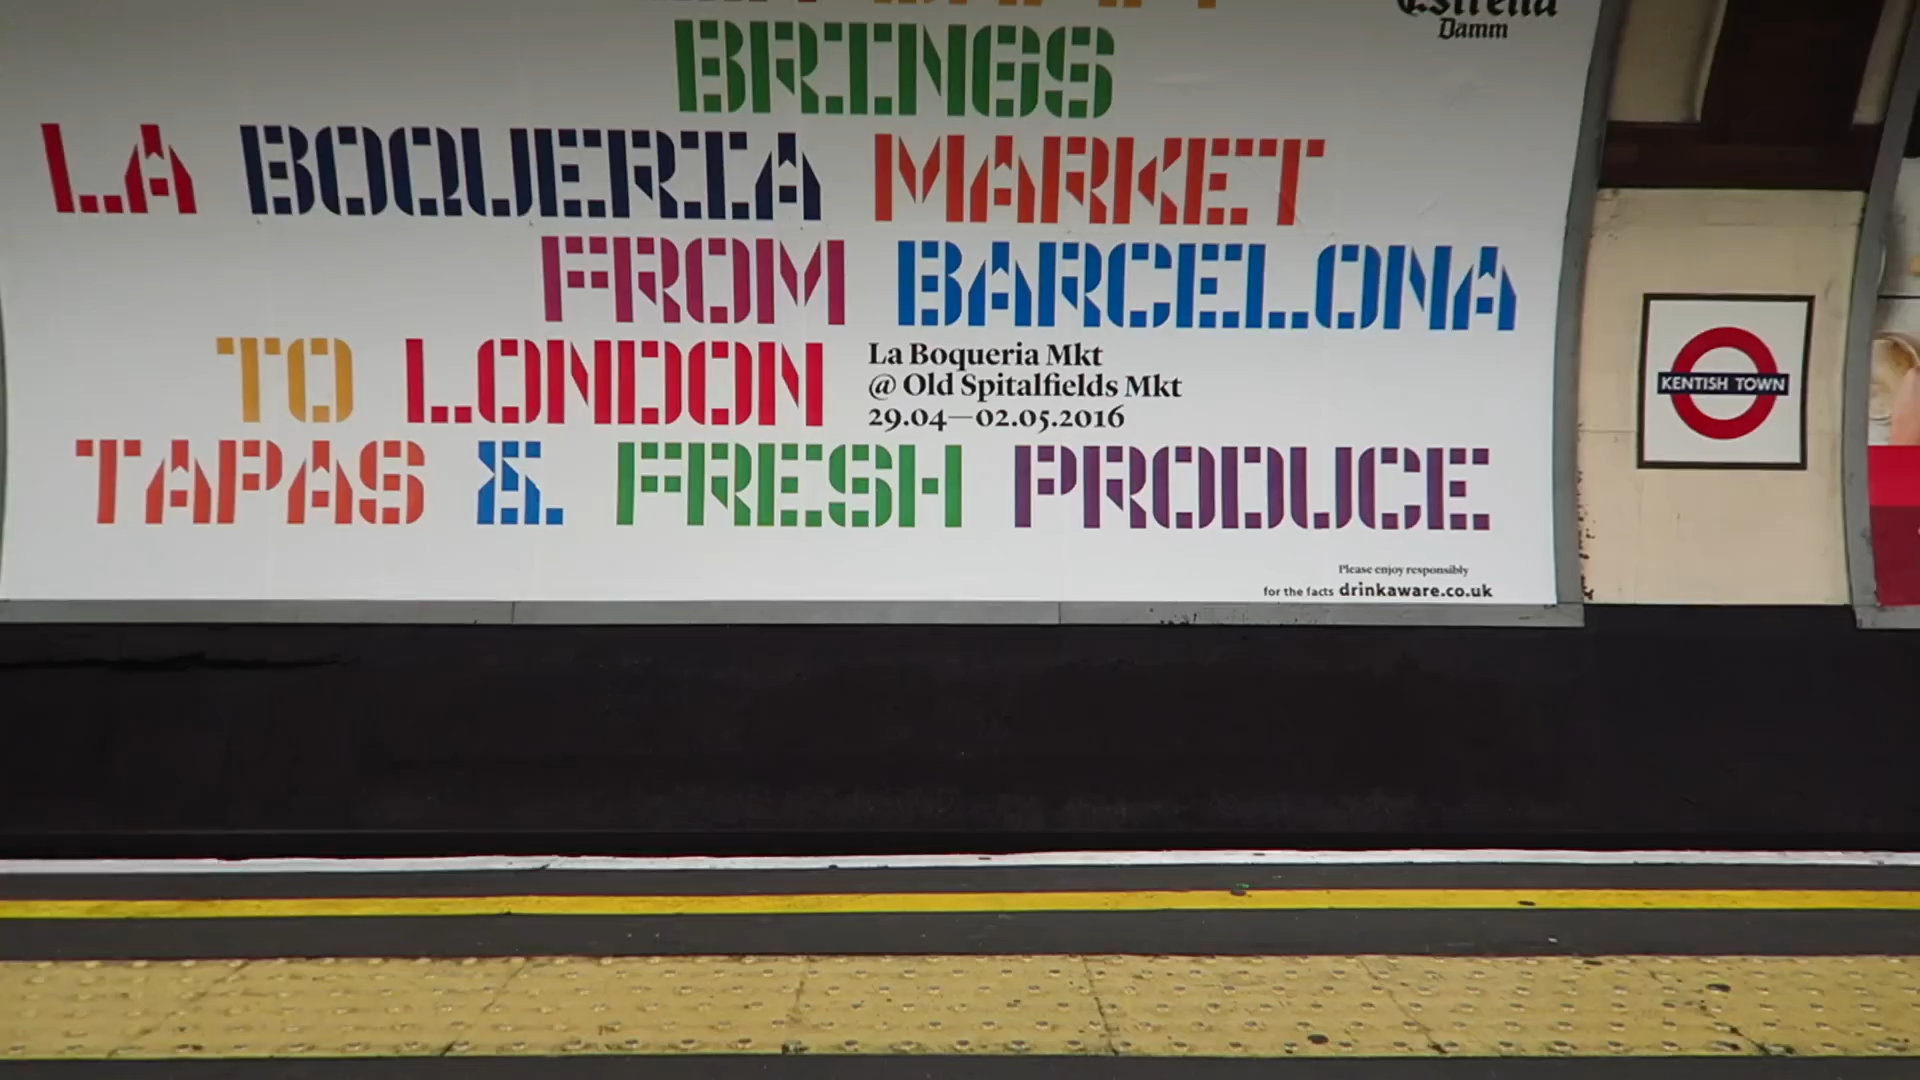 Estrella
Damm
BRINGS
LA BOQUERIA MARKET
FROM BARCELONA
TO LONDON
La Boqueria Mkt
@ Old Spitalfields Mkt
29.04—02.05.2016
TAPAS & FRESH PRODUCE
Please enjoy responsibly
for the facts drinkaware.co.uk
KENTISH TOWN